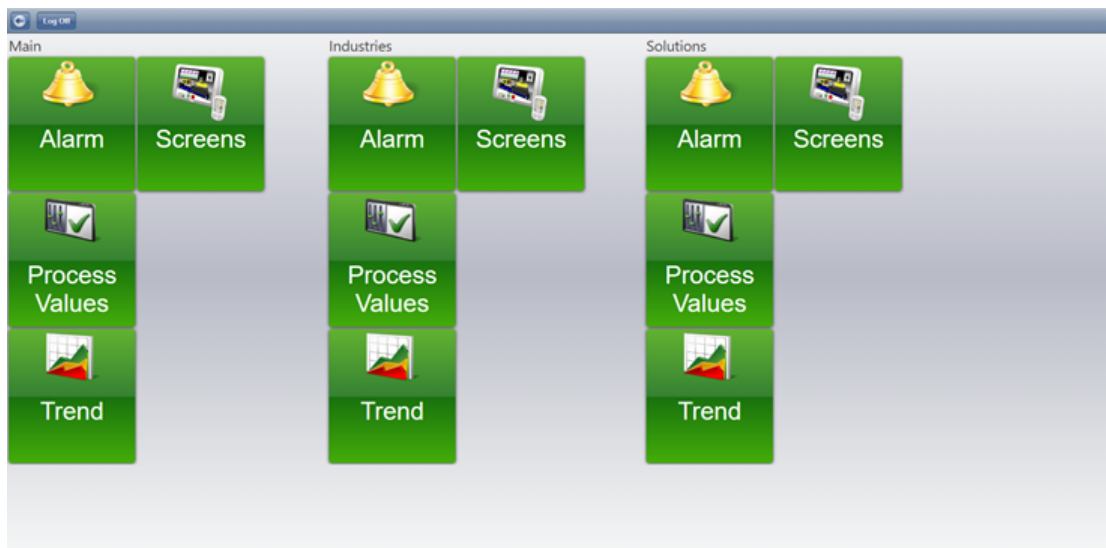 Log Off
Main
Industries
Solutions
Alarm
Screens
Alarm
Screens
Alarm
Screens
Process
Values
Process
Values
Process
Values
Trend
Trend
Trend